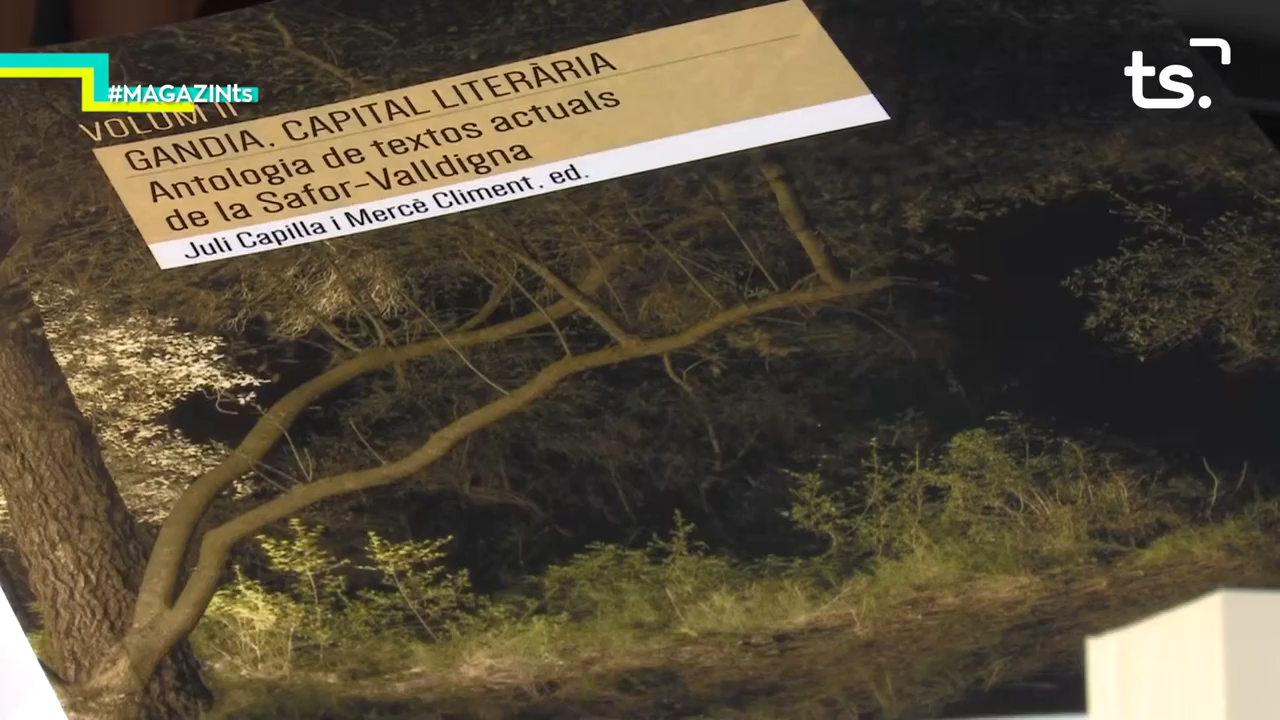 #MAGAZINts
ts.
VOLUM II
GANDIA, CAPITAL LITERÀRIA
Antologia de textos actuals
de la Safor-Valldigna
Juli Capilla i Mercè Climent, ed.